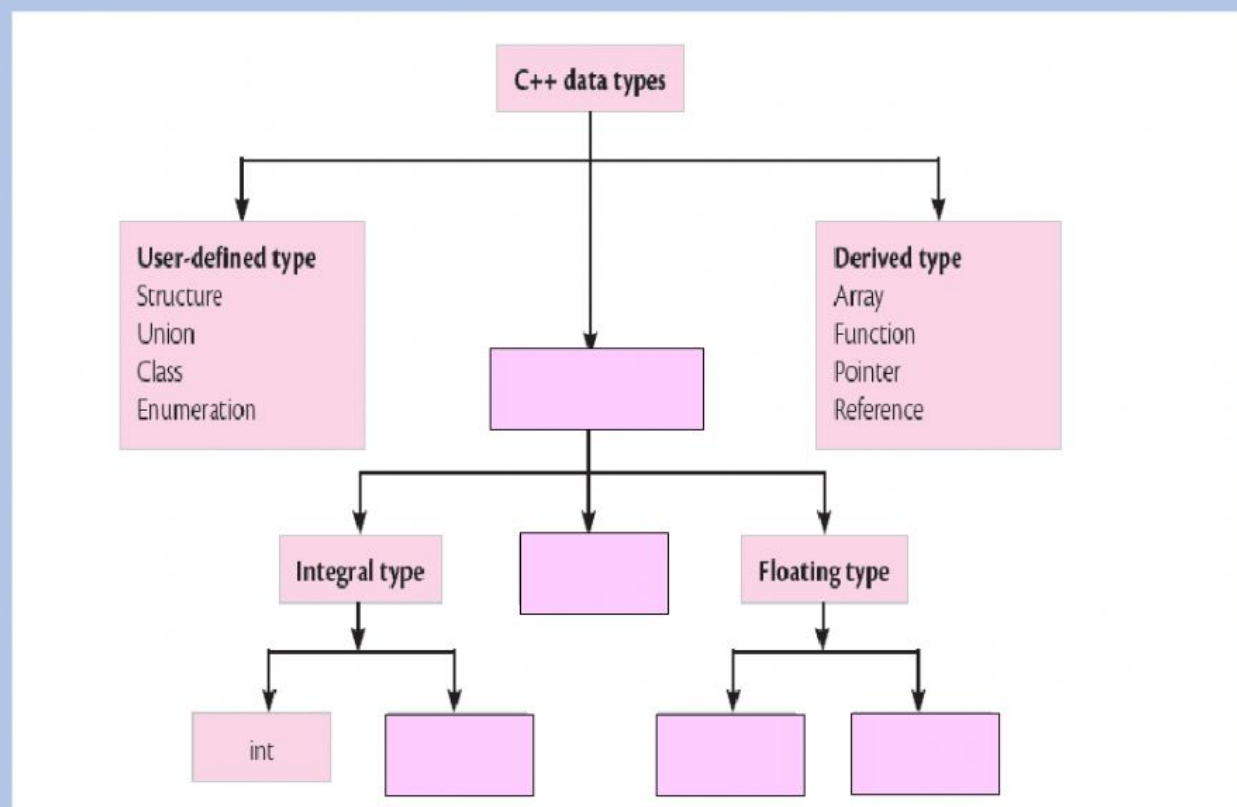 C++ data types
User-defined type
Structure
Union
Class
Enumeration
Derived type
Array
Function
Pointer
Reference
Integral type
Floating type
int